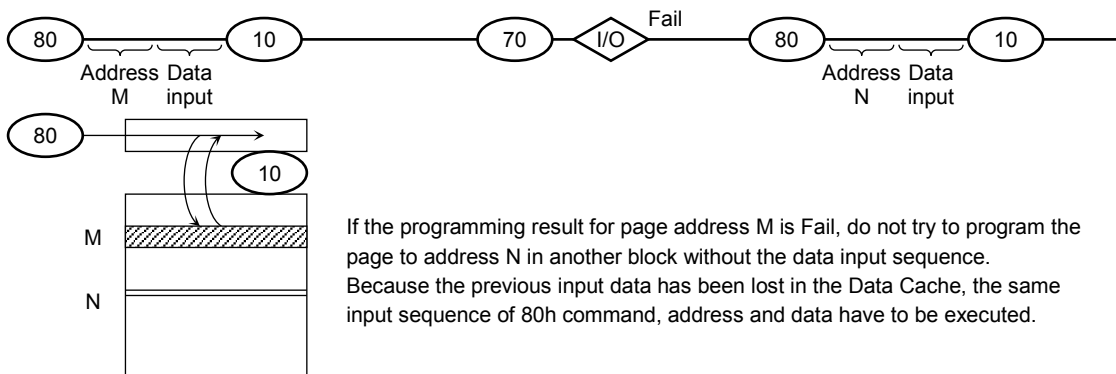 Fail
80 10 70 I/O 80 10
Address Data Address Data
M input N input
80
10
M
N
If the programming result for page address M is Fail, do not try to program the
page to address N in another block without the data input sequence.
Because the previous input data has been lost in the Data Cache, the same
input sequence of 80h command, address and data have to be executed.